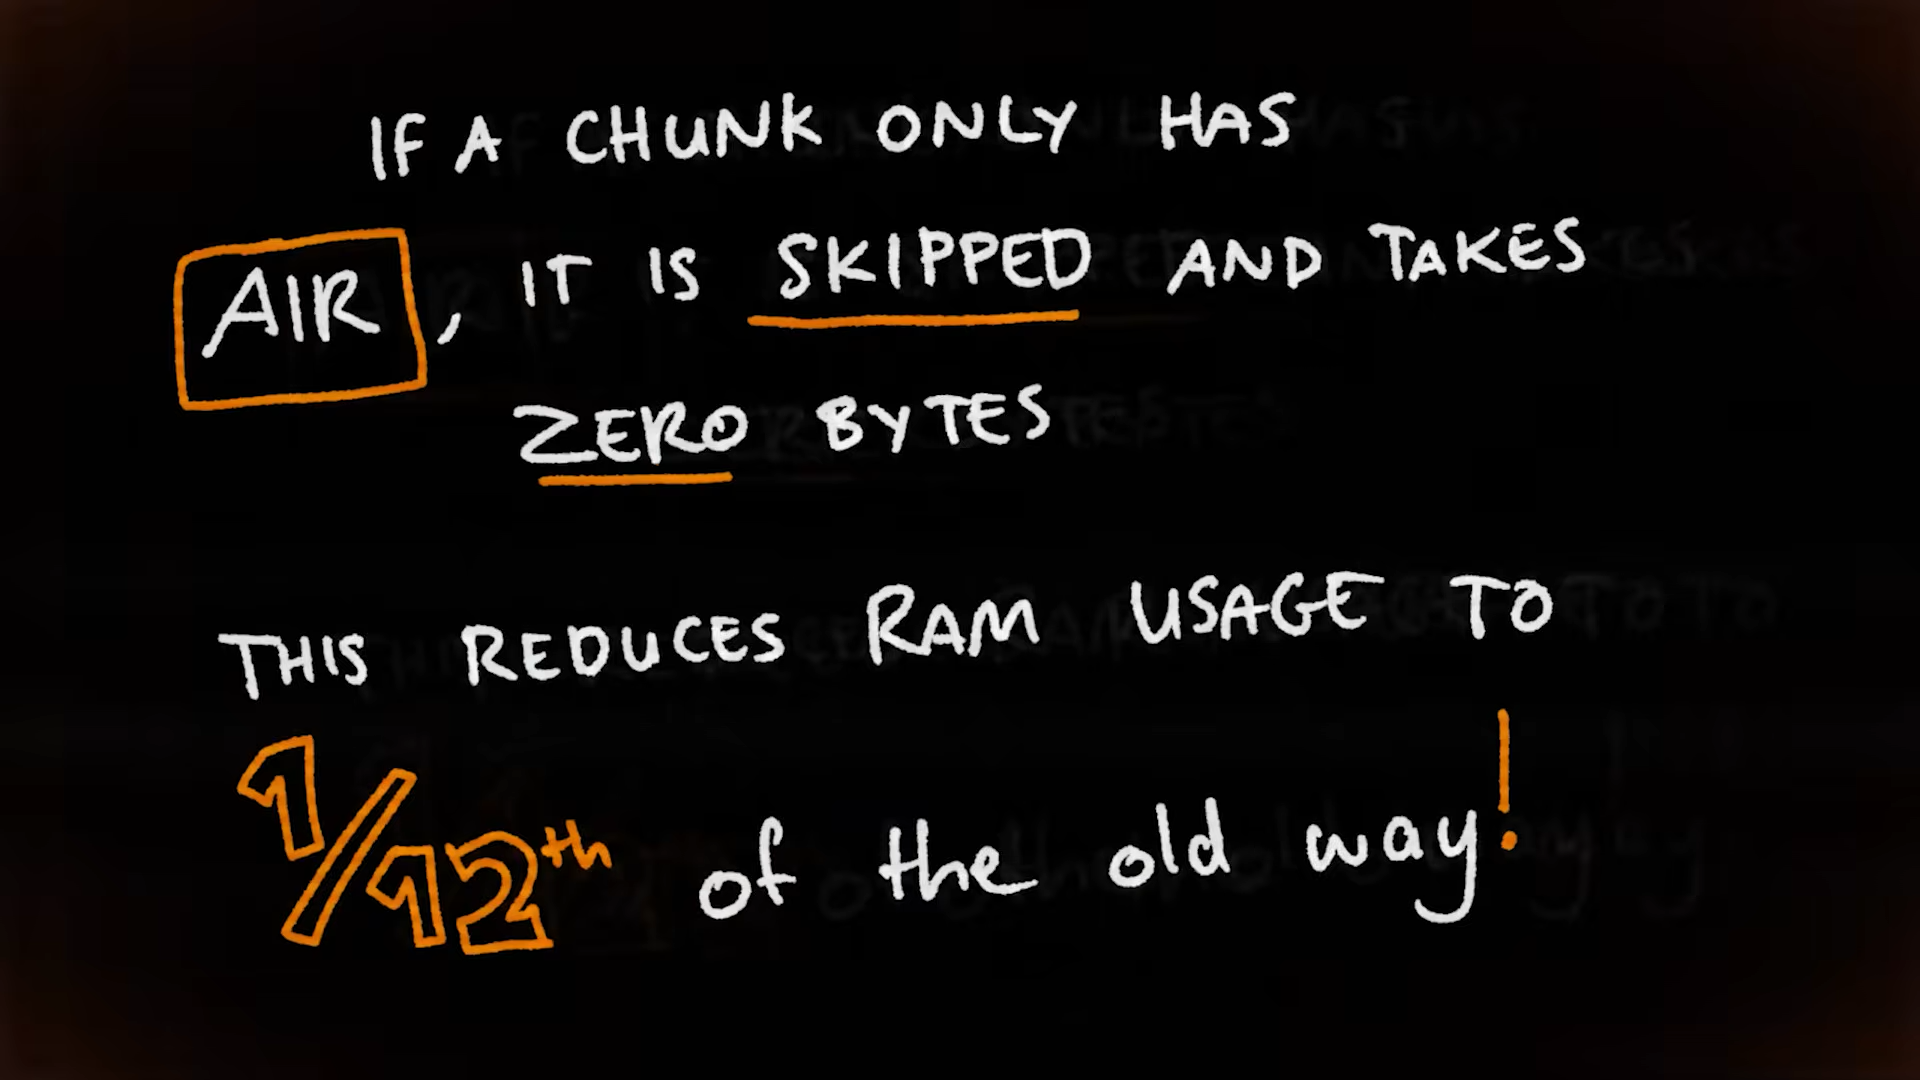 IF A CHUNK ONLY HAS
AIR, IT IS SKIPPED AND TAKES
ZERO BYTES
THIS REDUCES RAM USAGE TO
1/12th of the old way!